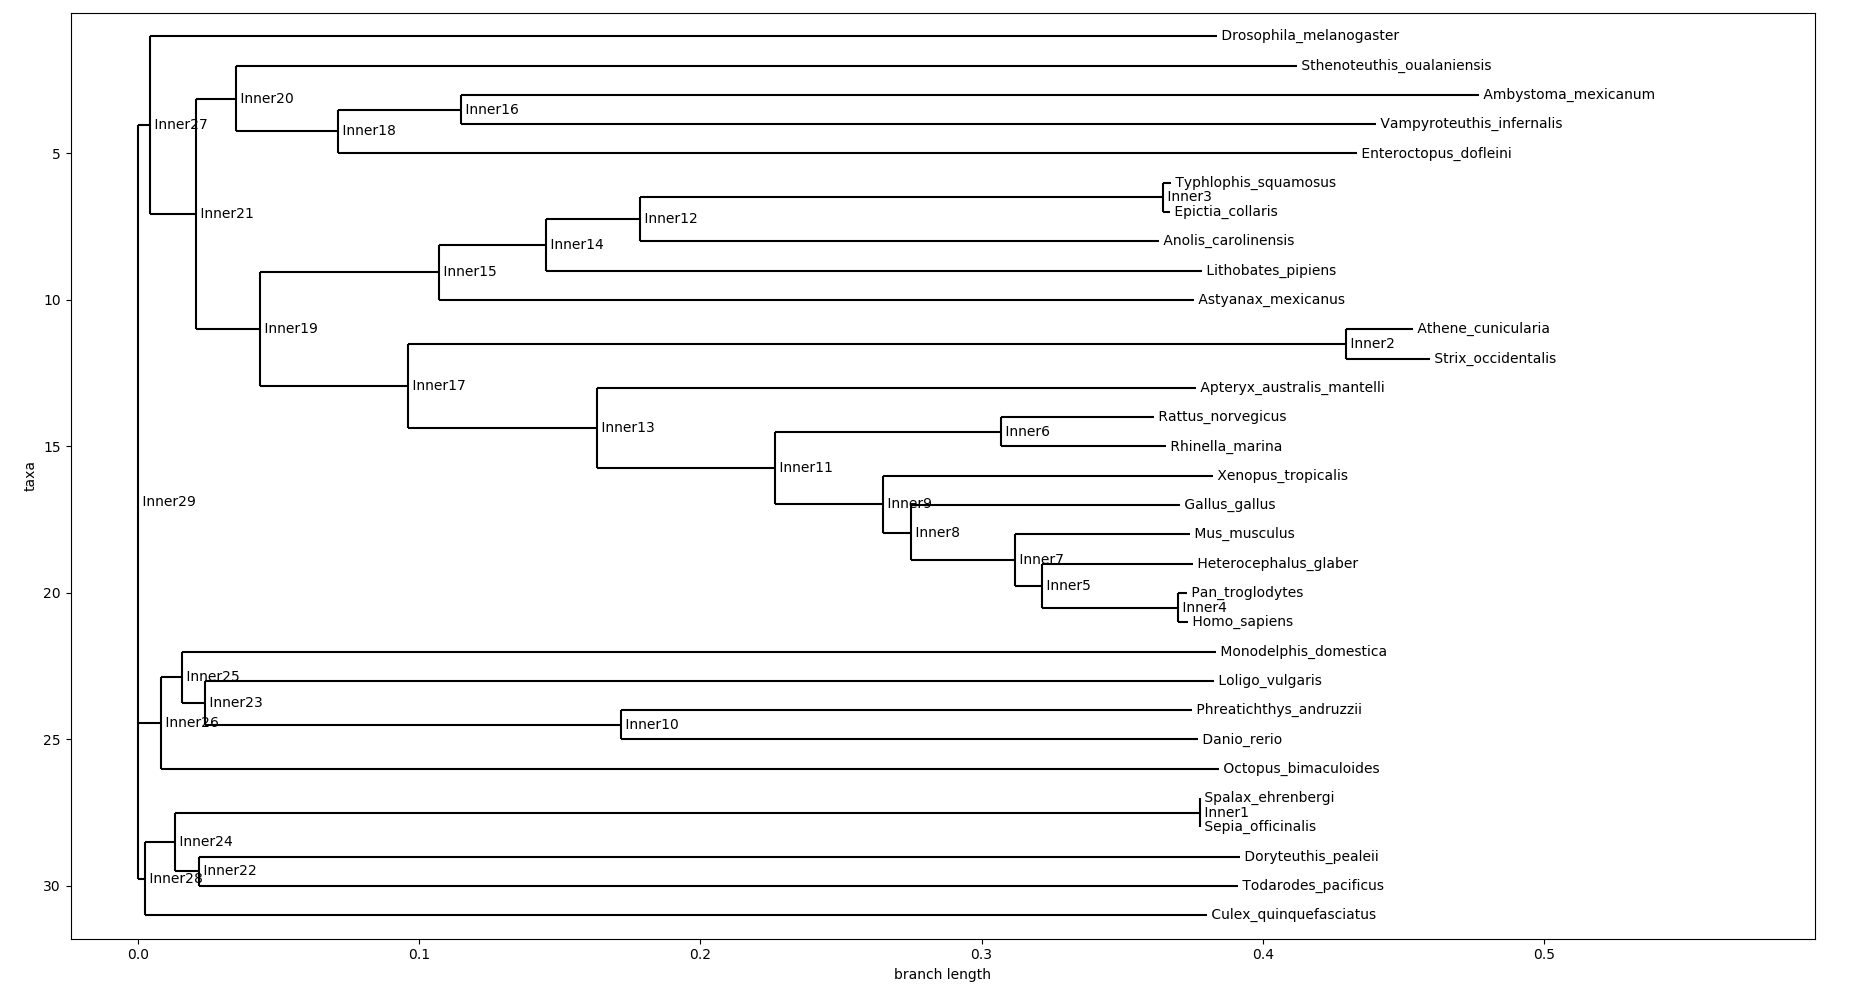 Drosophila_melanogaster
Sthenoteuthis_oualaniensis
Inner20
Ambystoma_mexicanum
Inner16
Inner27
Vampyroteuthis_infernalis
Inner18
5
Enteroctopus_dofleini
Typhlophis_squamosus
Inner3
Epictia_collaris
Inner21
Inner12
Anolis_carolinensis
Inner14
Lithobates_pipiens
Inner15
10
Astyanax_mexicanus
Inner19
Athene_cunicularia
Inner2
Strix_occidentalis
Inner17
Apteryx_australis_mantelli
Rattus_norvegicus
Inner13
Inner6
15
Rhinella_marina
Inner11
Xenopus_tropicalis
taxa
Inner29
Inner9
Gallus_gallus
Inner8
Mus_musculus
Inner7
Heterocephalus_glaber
Inner5
20
Pan_troglodytes
Inner4
Homo_sapiens
Monodelphis_domestica
Inner25
Loligo_vulgaris
Inner23
Phreatichthys_andruzzii
Inner26
Inner10
25
Danio_rerio
Octopus_bimaculoides
Spalax_ehrenbergi
Inner1
Sepia_officinalis
Inner24
Doryteuthis_pealeii
Inner22
Inner28
30
Todarodes_pacificus
Culex_quinquefasciatus
0.0 0.1 0.2 0.3 0.4 0.5
branch length